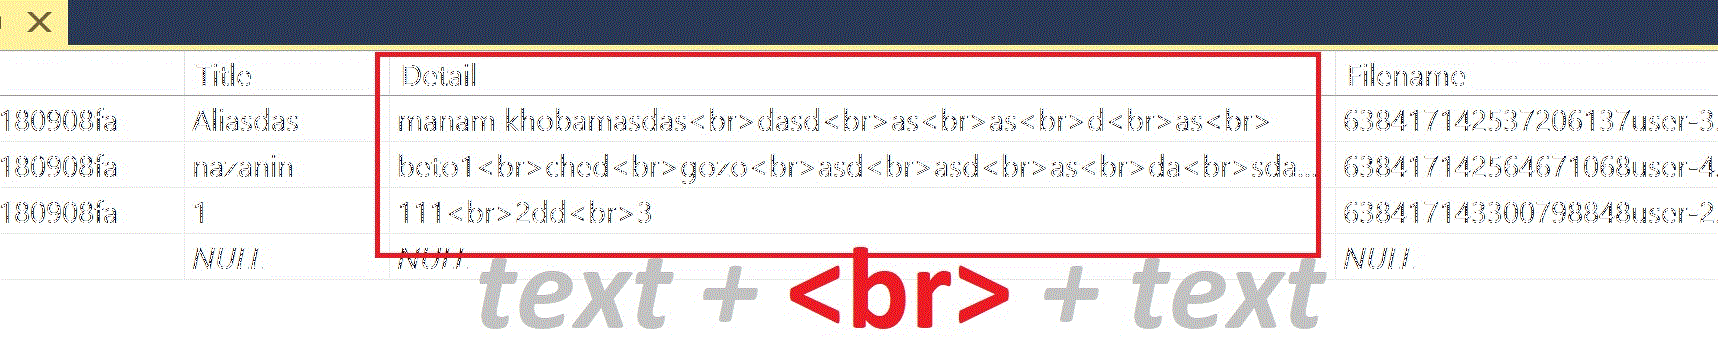 Title Detail Filename
180908fa Aliasdas manam khobamasdas<br>dasd<br>as<br>as<br>d<br>as<br> 638417142537206137user-3.
180908fa nazanin beto1<br>ched<br>gozo<br>asd<br>asd<br>as<br>da<br>sda... 638417142564671068user-4.
180908fa 1 111<br>2dd<br>3 638417143300798848user-2.
NULL NULL NULL
text + <br> + text